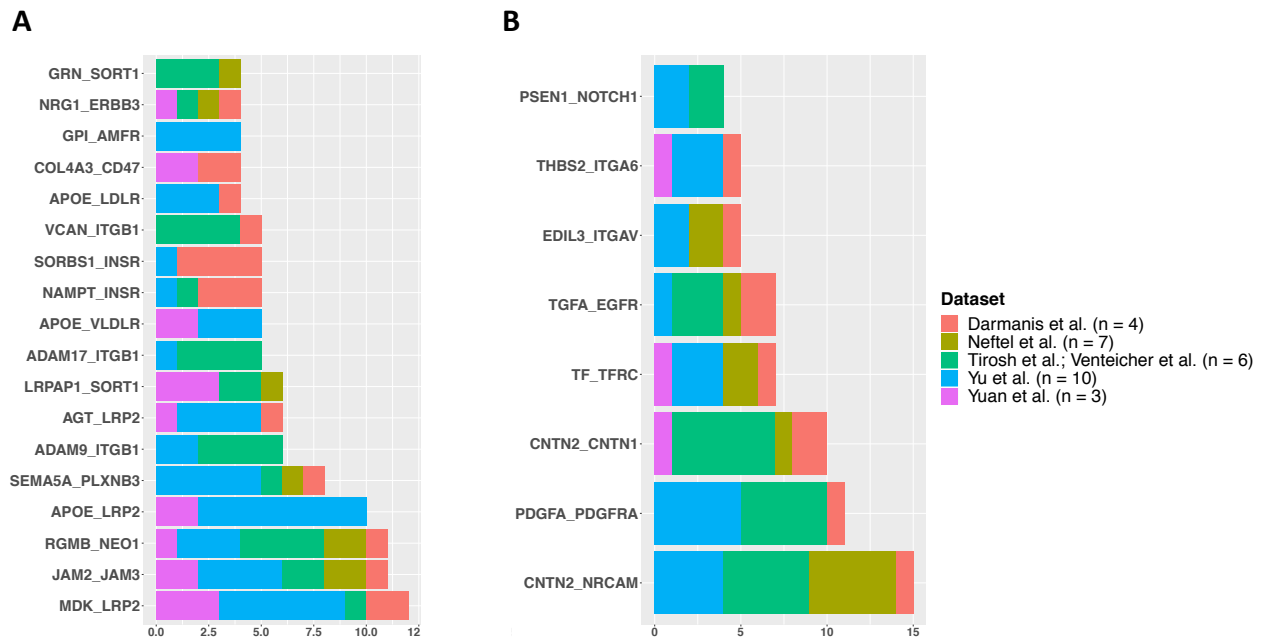 A
B
GRN_SORT1
NRG1_ERBB3
GPI_AMFR
COL4A3_CD47
APOE_LDLR
VCAN_ITGB1
SORBS1_INSR
NAMPT_INSR
APOE_VLDLR
ADAM17_ITGB1
LRPAP1_SORT1
AGT_LRP2
ADAM9_ITGB1
SEMA5A_PLXNB3
APOE_LRP2
RGMB_NEO1
JAM2_JAM3
MDK_LRP2
0.0 2.5 5.0 7.5 10.0 12
PSEN1_NOTCH1
THBS2_ITGA6
EDIL3_ITGAV
TGFA_EGFR
TF_TFRC
CNTN2_CNTN1
PDGFA_PDGFRA
CNTN2_NRCAM
0 5 10 15
Dataset
Darmanis et al. (n = 4)
Neftel et al. (n = 7)
Tirosh et al.; Venteicher et al. (n = 6)
Yu et al. (n = 10)
Yuan et al. (n = 3)